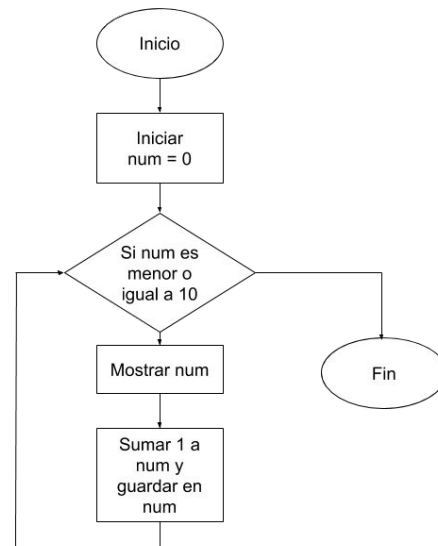 Inicio
Iniciar
num = 0
Si num es
menor o
igual a 10
Mostrar num
Fin
Sumar 1 a
num y
guardar en
num